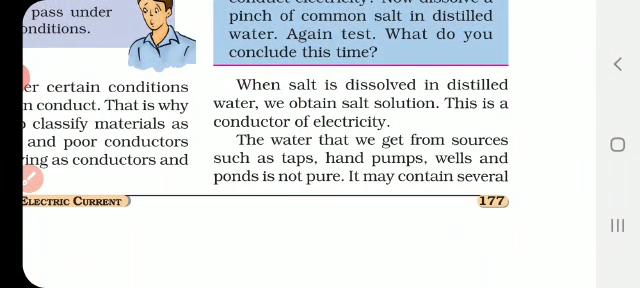 pass under
onditions.
er certain conditions
n conduct. That is why
classify materials as
and poor conductors
ing as conductors and
pinch of common salt in distilled
water. Again test. What do you
conclude this time?
When salt is dissolved in distilled
water, we obtain salt solution. This is a
conductor of electricity.
The water that we get from sources
such as taps, hand pumps, wells and
ponds is not pure. It may contain several
ELECTRIC CURRENT
177